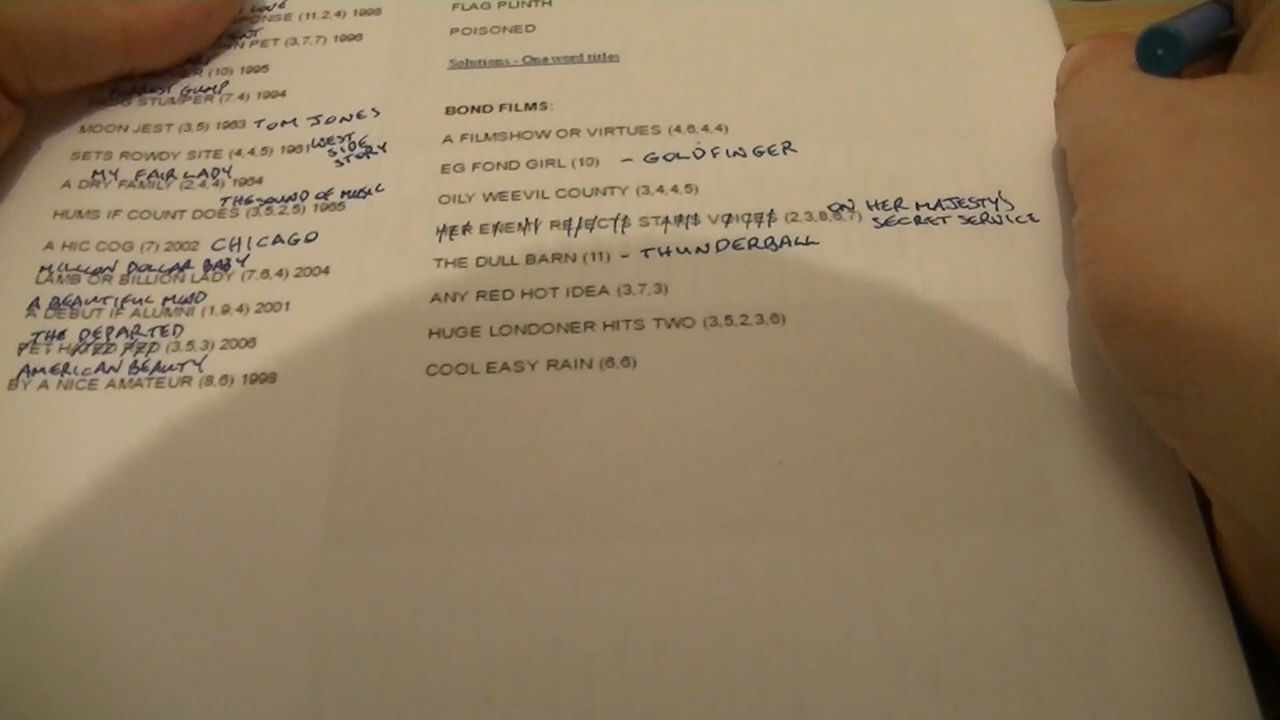 LOVE
ONSE (11,2,4) 1998
PET (3,7,7) 1996
(10) 1995
GUMP
STUMPER (7,4) 1994
MOON JEST (3,5) 1963 TOM JONES
SETS ROWDY SITE (4,4,5) 1961 WEST SIDE STORY
MY FAIR LADY
A DRY FAMILY (2,4,4) 1964
THE SOUND OF MUSIC
HUMS IF COUNT DOES (3,5,2,5) 1965
A HIC COG (7) 2002 CHICAGO
MILLION DOLLAR BABY
LAMB OR BILLION LADY (7,6,4) 2004
A BEAUTIFUL MIND
A DEBUT IF ALUMNI (1,9,4) 2001
THE DEPARTED
(3,5,3) 2006
AMERICAN BEAUTY
BY A NICE AMATEUR (8,6) 1998
FLAG PLINTH
POISONED
Solutions - One word titles
BOND FILMS:
A FILMSHOW OR VIRTUES (4,6,4,4)
EG FOND GIRL (10) - GOLDFINGER
OILY WEEVIL COUNTY (3,4,4,5)
HER ENEMY REJECTS STARS VOICES (2,3,8,6,7) ON HER MAJESTY'S SECRET SERVICE
THE DULL BARN (11) - THUNDERBALL
ANY RED HOT IDEA (3,7,3)
HUGE LONDONER HITS TWO (3,5,2,3,6)
COOL EASY RAIN (6,6)